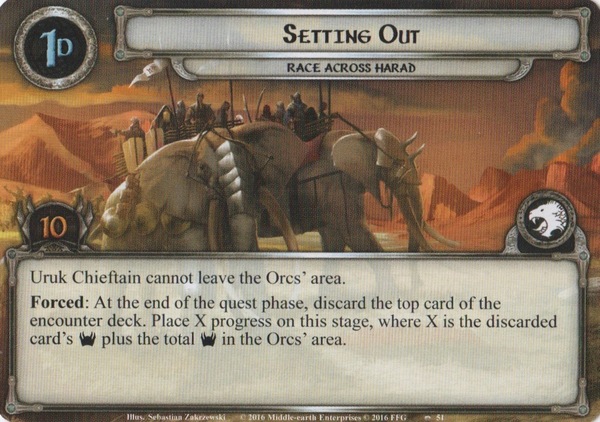 1D
SETTING OUT
RACE ACROSS HARAD
10
Uruk Chieftain cannot leave the Orcs' area.
Forced: At the end of the quest phase, discard the top card of the
encounter deck. Place X progress on this stage, where X is the discarded
card's plus the total in the Orcs' area.
Illus. Sebastian Zakrzewski © 2016 Middle-earth Enterprises © 2016 FFG 51